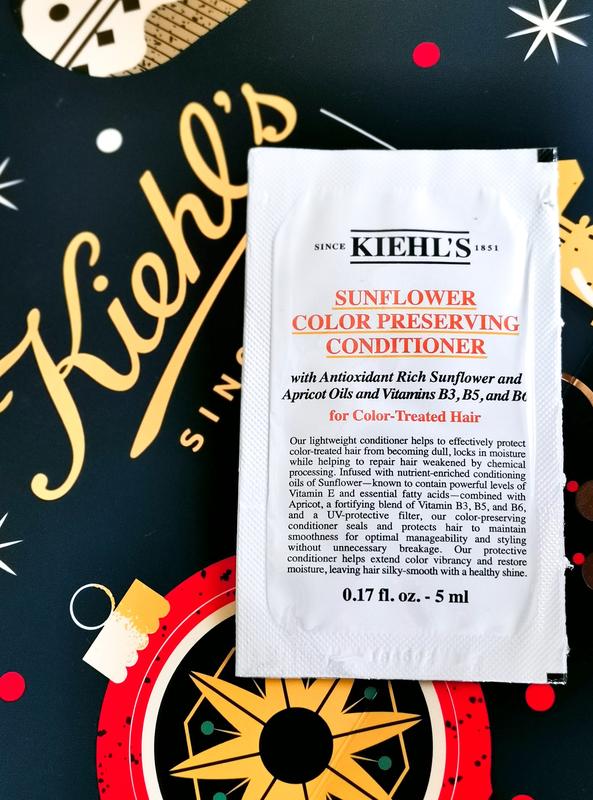 Kiehl's
SIN
SINCE KIEHL'S 1851
SUNFLOWER
COLOR PRESERVING
CONDITIONER
with Antioxidant Rich Sunflower and
Apricot Oils and Vitamins B3, B5, and B6
for Color-Treated Hair
Our lightweight conditioner helps to effectively protect
color-treated hair from becoming dull, locks in moisture
while helping to repair hair weakened by chemical
processing. Infused with nutrient-enriched conditioning
oils of Sunflower—known to contain powerful levels of
Vitamin E and essential fatty acids—combined with
Apricot, a fortifying blend of Vitamin B3, B5, and B6,
and a UV-protective filter, our color-preserving
conditioner seals and protects hair to maintain
smoothness for optimal manageability and styling
without unnecessary breakage. Our protective
conditioner helps extend color vibrancy and restore
moisture, leaving hair silky-smooth with a healthy shine.
0.17 fl. oz. - 5 ml